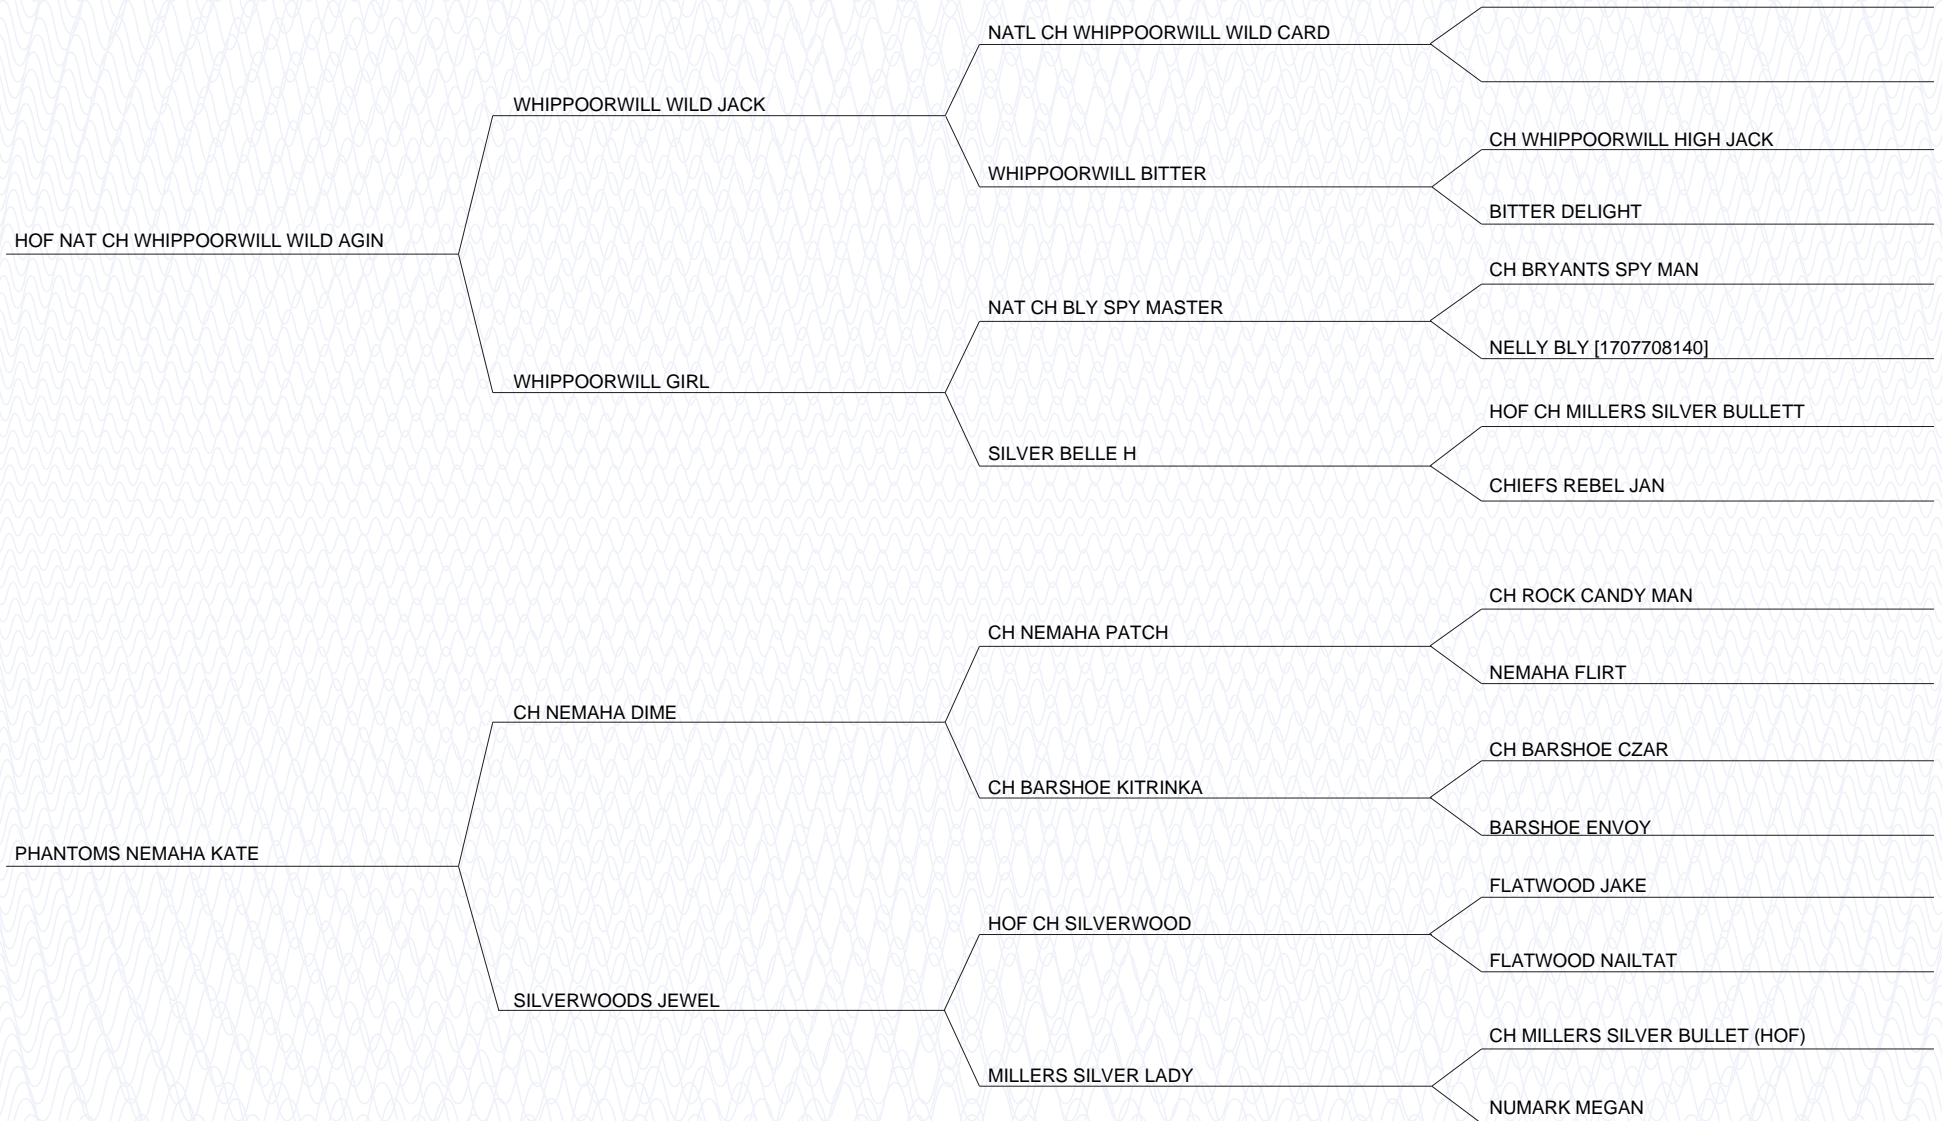 NATL CH WHIPPOORWILL WILD CARD
WHIPPOORWILL WILD JACK
CH WHIPPOORWILL HIGH JACK
WHIPPOORWILL BITTER
BITTER DELIGHT
HOF NAT CH WHIPPOORWILL WILD AGIN
CH BRYANTS SPY MAN
NAT CH BLY SPY MASTER
NELLY BLY [1707708140]
WHIPPOORWILL GIRL
HOF CH MILLERS SILVER BULLETT
SILVER BELLE H
CHIEFS REBEL JAN
CH ROCK CANDY MAN
CH NEMAHA PATCH
NEMAHA FLIRT
CH NEMAHA DIME
CH BARSHOE CZAR
CH BARSHOE KITRINKA
BARSHOE ENVOY
PHANTOMS NEMAHA KATE
FLATWOOD JAKE
HOF CH SILVERWOOD
FLATWOOD NAILTAT
SILVERWOODS JEWEL
CH MILLERS SILVER BULLET (HOF)
MILLERS SILVER LADY
NUMARK MEGAN